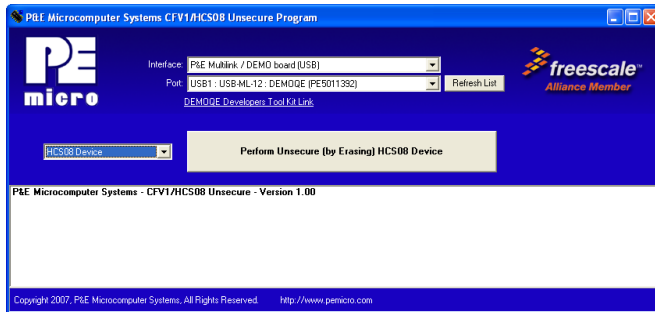 P&E Microcomputer Systems CFV1/HCS08 Unsecure Program
PE
micro
Interface: P&E Multilink / DEMO board (USB)
Port: USB1 : USB-ML-12 : DEMOQE (PE5011392)
Refresh List
DEMOQE Developers Tool Kit Link
freescale™
Alliance Member
HCS08 Device
Perform Unsecure (by Erasing) HCS08 Device
P&E Microcomputer Systems - CFV1/HCS08 Unsecure - Version 1.00
Copyright 2007, P&E Microcomputer Systems, All Rights Reserved. http://www.pemicro.com